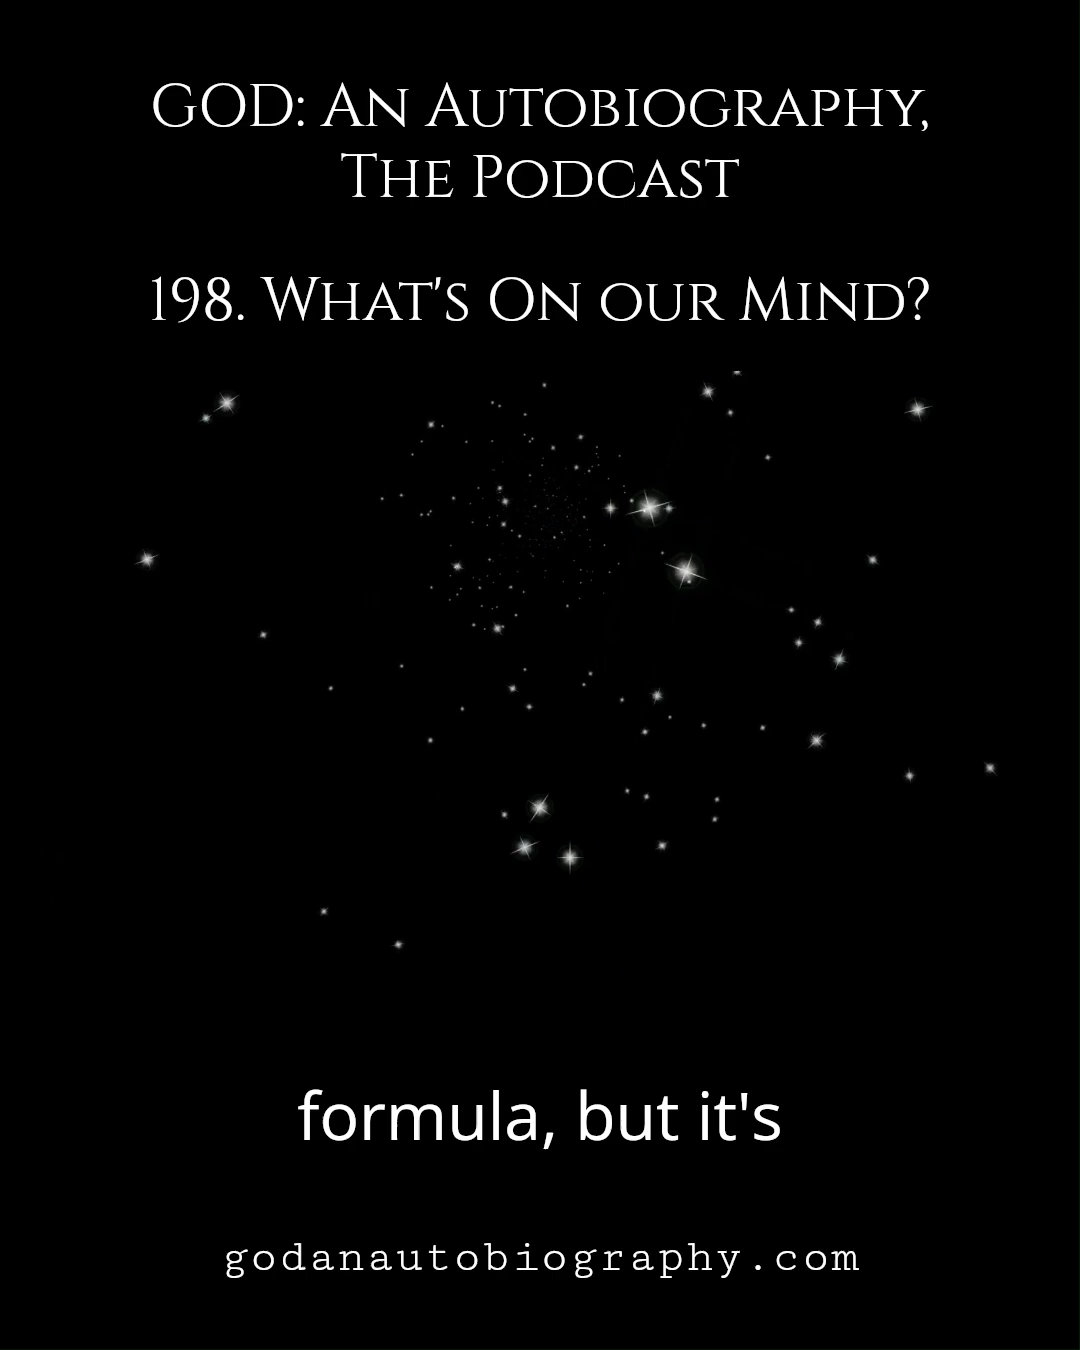 GOD: An Autobiography,
The Podcast
198. What's On our Mind?
formula, but it's
godanautobiography.com